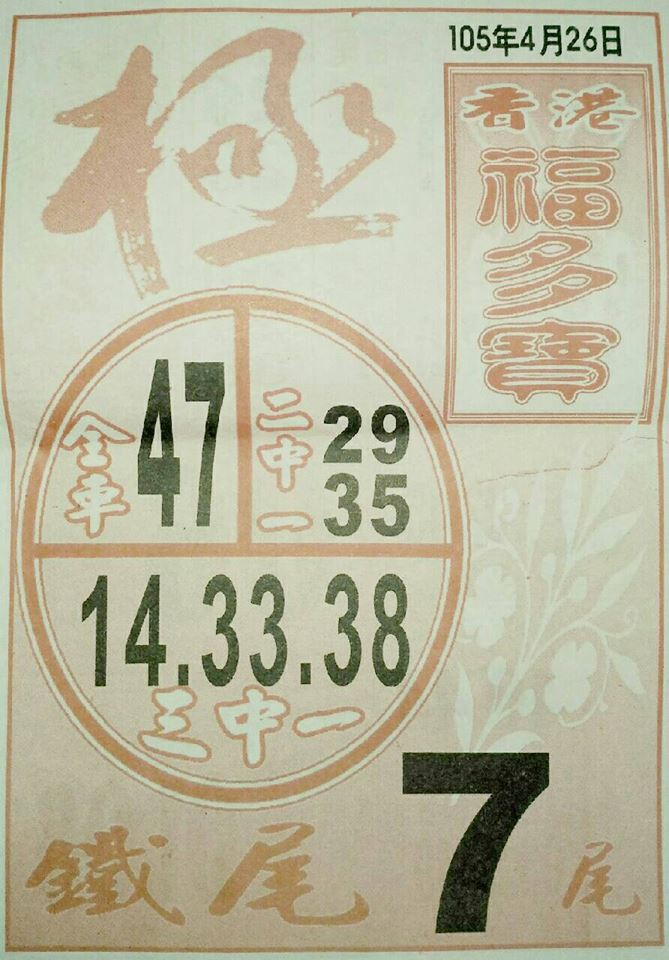 105年4月26日
極
香港
福多寶
全車
47
二中一
29
35
14.33.38
三中一
鐵尾 7 尾